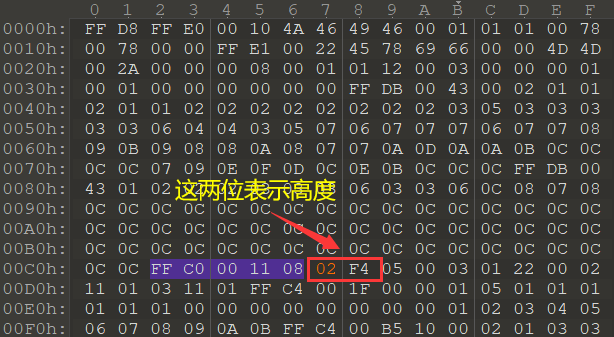 0 1 2 3 4 5 6 7 8 9 A B C D E F
0000h: FF D8 FF E0 00 10 4A 46 49 46 00 01 01 01 00 78
0010h: 00 78 00 00 FF E1 00 22 45 78 69 66 00 00 4D 4D
0020h: 00 2A 00 00 00 08 00 01 01 12 00 03 00 00 00 01
0030h: 00 01 00 00 00 00 00 00 FF DB 00 43 00 02 01 01
0040h: 02 01 01 02 02 02 02 02 02 02 02 03 05 03 03 03
0050h: 03 03 06 04 04 03 05 07 06 07 07 07 06 07 07 08
0060h: 09 0B 09 08 08 0A 08 07 07 0A 0D 0A 0A 0B 0C 0C
0070h: 0C 0C 07 09 0E 0F 0D 0C 0E 0B 0C 0C 0C FF DB 00
0080h: 43 01 02 06 03 03 06 0C 08 07 08
这两位表示高度
0090h: 0C 0C 0C 0C 0C 0C 0C 0C 0C 0C 0C 0C 0C 0C 0C 0C
00A0h: 0C 0C 0C 0C 0C 0C 0C 0C 0C 0C 0C 0C 0C 0C 0C 0C
00B0h: 0C 0C 0C 0C 0C 0C 0C 0C 0C 0C 0C 0C 0C 0C 0C 0C
00C0h: 0C 0C FF C0 00 11 08 02 F4 05 00 03 01 22 00 02
00D0h: 11 01 03 11 01 FF C4 00 1F 00 00 01 05 01 01 01
00E0h: 01 01 01 00 00 00 00 00 00 00 00 01 02 03 04 05
00F0h: 06 07 08 09 0A 0B FF C4 00 B5 10 00 02 01 03 03